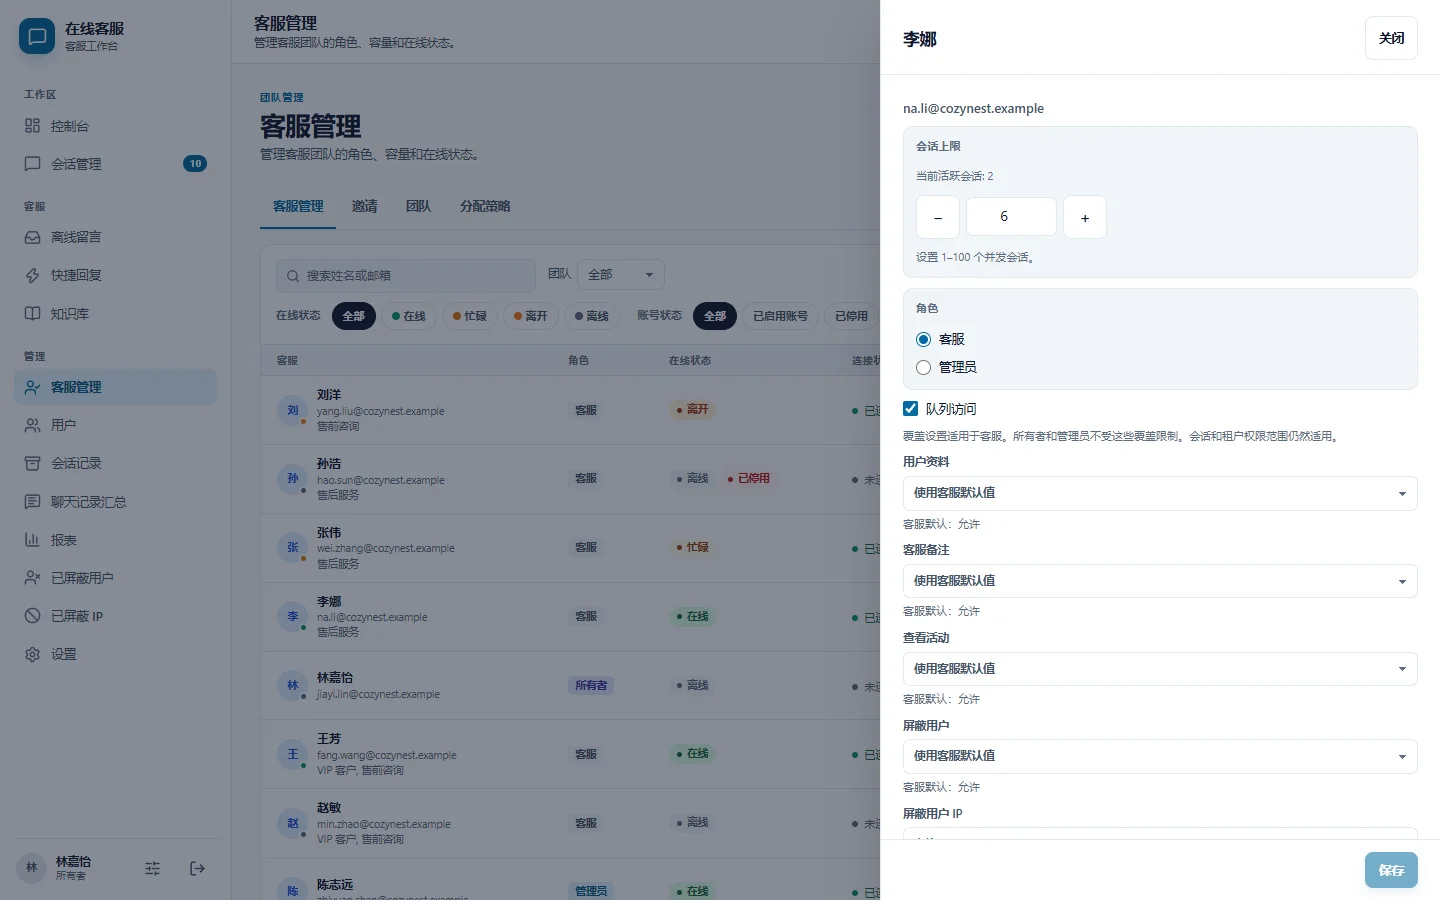 在线客服
客服工作台
工作区
控制台
会话管理
10
客服
离线留言
快捷回复
知识库
管理
客服管理
用户
会话记录
聊天记录汇总
报表
已屏蔽用户
已屏蔽 IP
设置
林
林嘉怡
所有者
客服管理
管理客服团队的角色、容量和在线状态。
团队管理
客服管理
管理客服团队的角色、容量和在线状态。
客服管理 邀请 团队 分配策略
搜索姓名或邮箱
团队 全部
在线状态 全部 在线 忙碌 离开 离线 账号状态 全部 已启用账号 已停用
客服 角色 在线状态
刘
刘洋
yang.liu@cozynest.example
售前咨询
客服 离开
孙
孙浩
hao.sun@cozynest.example
售后服务
客服 离线 已停用
张
张伟
wei.zhang@cozynest.example
售后服务
客服 忙碌
李
李娜
na.li@cozynest.example
售后服务
客服 在线
林
林嘉怡
jiayi.lin@cozynest.example
所有者 离线
王
王芳
fang.wang@cozynest.example
VIP 客户, 售前咨询
客服 在线
赵
赵敏
min.zhao@cozynest.example
VIP 客户, 售前咨询
客服 离线
陈
陈志远
管理员 在线
李娜
关闭
na.li@cozynest.example
会话上限
当前活跃会话: 2
− 6 +
设置 1–100 个并发会话。
角色
客服
管理员
队列访问
覆盖设置适用于客服。所有者和管理员不受这些覆盖限制。会话和租户权限范围仍然适用。
用户资料
使用客服默认值
客服默认：允许
客服备注
使用客服默认值
客服默认：允许
查看活动
使用客服默认值
客服默认：允许
屏蔽用户
使用客服默认值
客服默认：允许
屏蔽用户 IP
保存